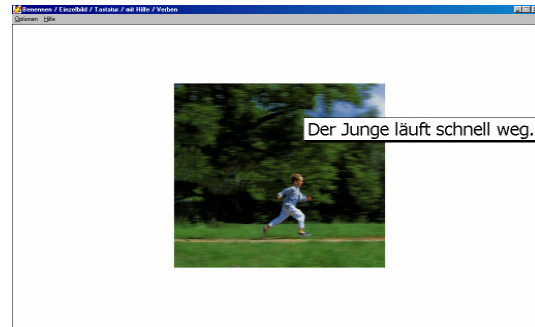 Benennen / Einzelbild / Tastatur / mit Hilfe / Verben
Optionen Hilfe
Der Junge läuft schnell weg.